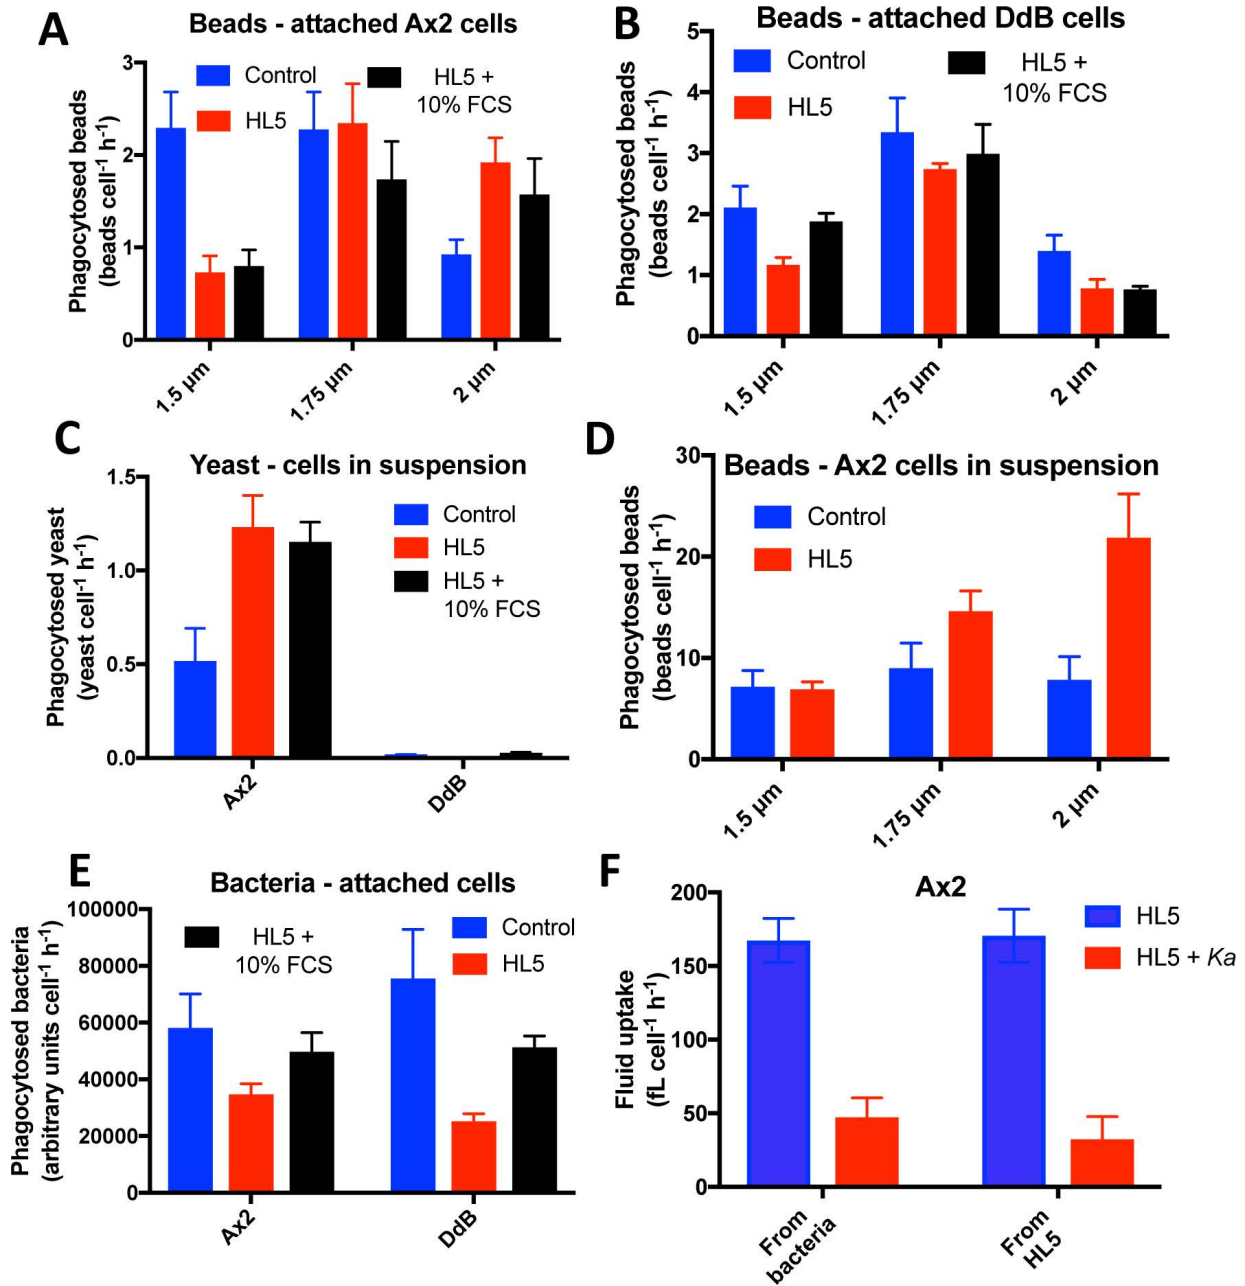 A
Beads - attached Ax2 cells
Phagocytosed beads
(beads cell⁻¹ h⁻¹)
3
2
1
0
Control
HL5
HL5 +
10% FCS
1.5 µm
1.75 µm
2 µm
B
Beads - attached DdB cells
Phagocytosed beads
(beads cell⁻¹ h⁻¹)
5
4
3
2
1
0
Control
HL5
HL5 +
10% FCS
1.5 µm
1.75 µm
2 µm
C
Yeast - cells in suspension
Phagocytosed yeast
(yeast cell⁻¹ h⁻¹)
1.5
1.0
0.5
0.0
Control
HL5
HL5 +
10% FCS
Ax2
DdB
D
Beads - Ax2 cells in suspension
Phagocytosed beads
(beads cell⁻¹ h⁻¹)
30
20
10
0
Control
HL5
1.5 µm
1.75 µm
2 µm
E
Bacteria - attached cells
Phagocytosed bacteria
(arbitrary units cell⁻¹ h⁻¹)
100000
80000
60000
40000
20000
0
HL5 +
10% FCS
Control
HL5
Ax2
DdB
F
Ax2
Fluid uptake
(fL cell⁻¹ h⁻¹)
200
150
100
50
0
HL5
HL5 + Ka
From
bacteria
From
HL5